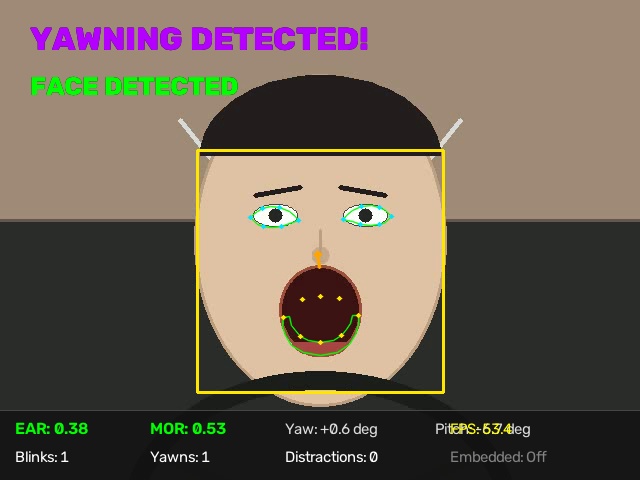 YAWNING DETECTED!
FACE DETECTED
EAR: 0.38 MOR: 0.53 Yaw: +0.6 deg
Blinks: 1 Yawns: 1 Distractions: 0 Embedded: Off